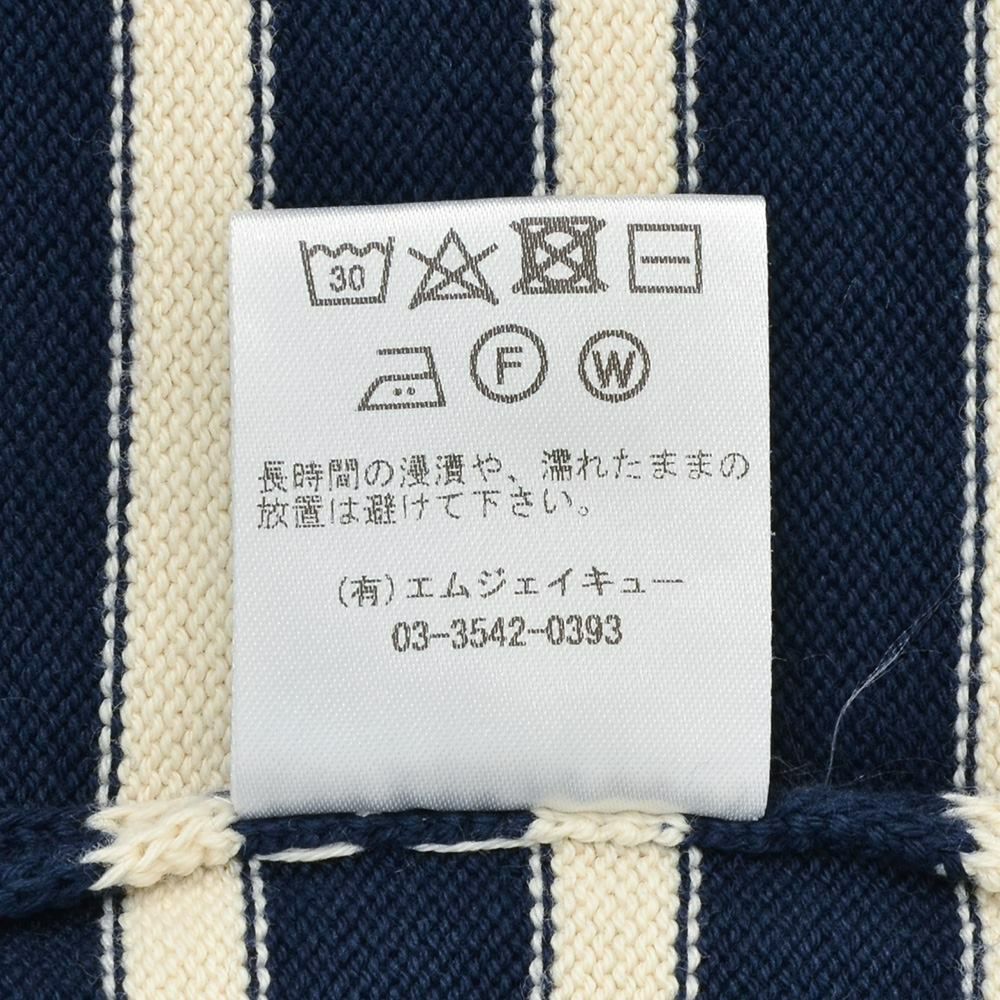 30
F W
長時間の浸漬や、濡れたままの
放置は避けて下さい。
(有)エムジェイキュー
03-3542-0393